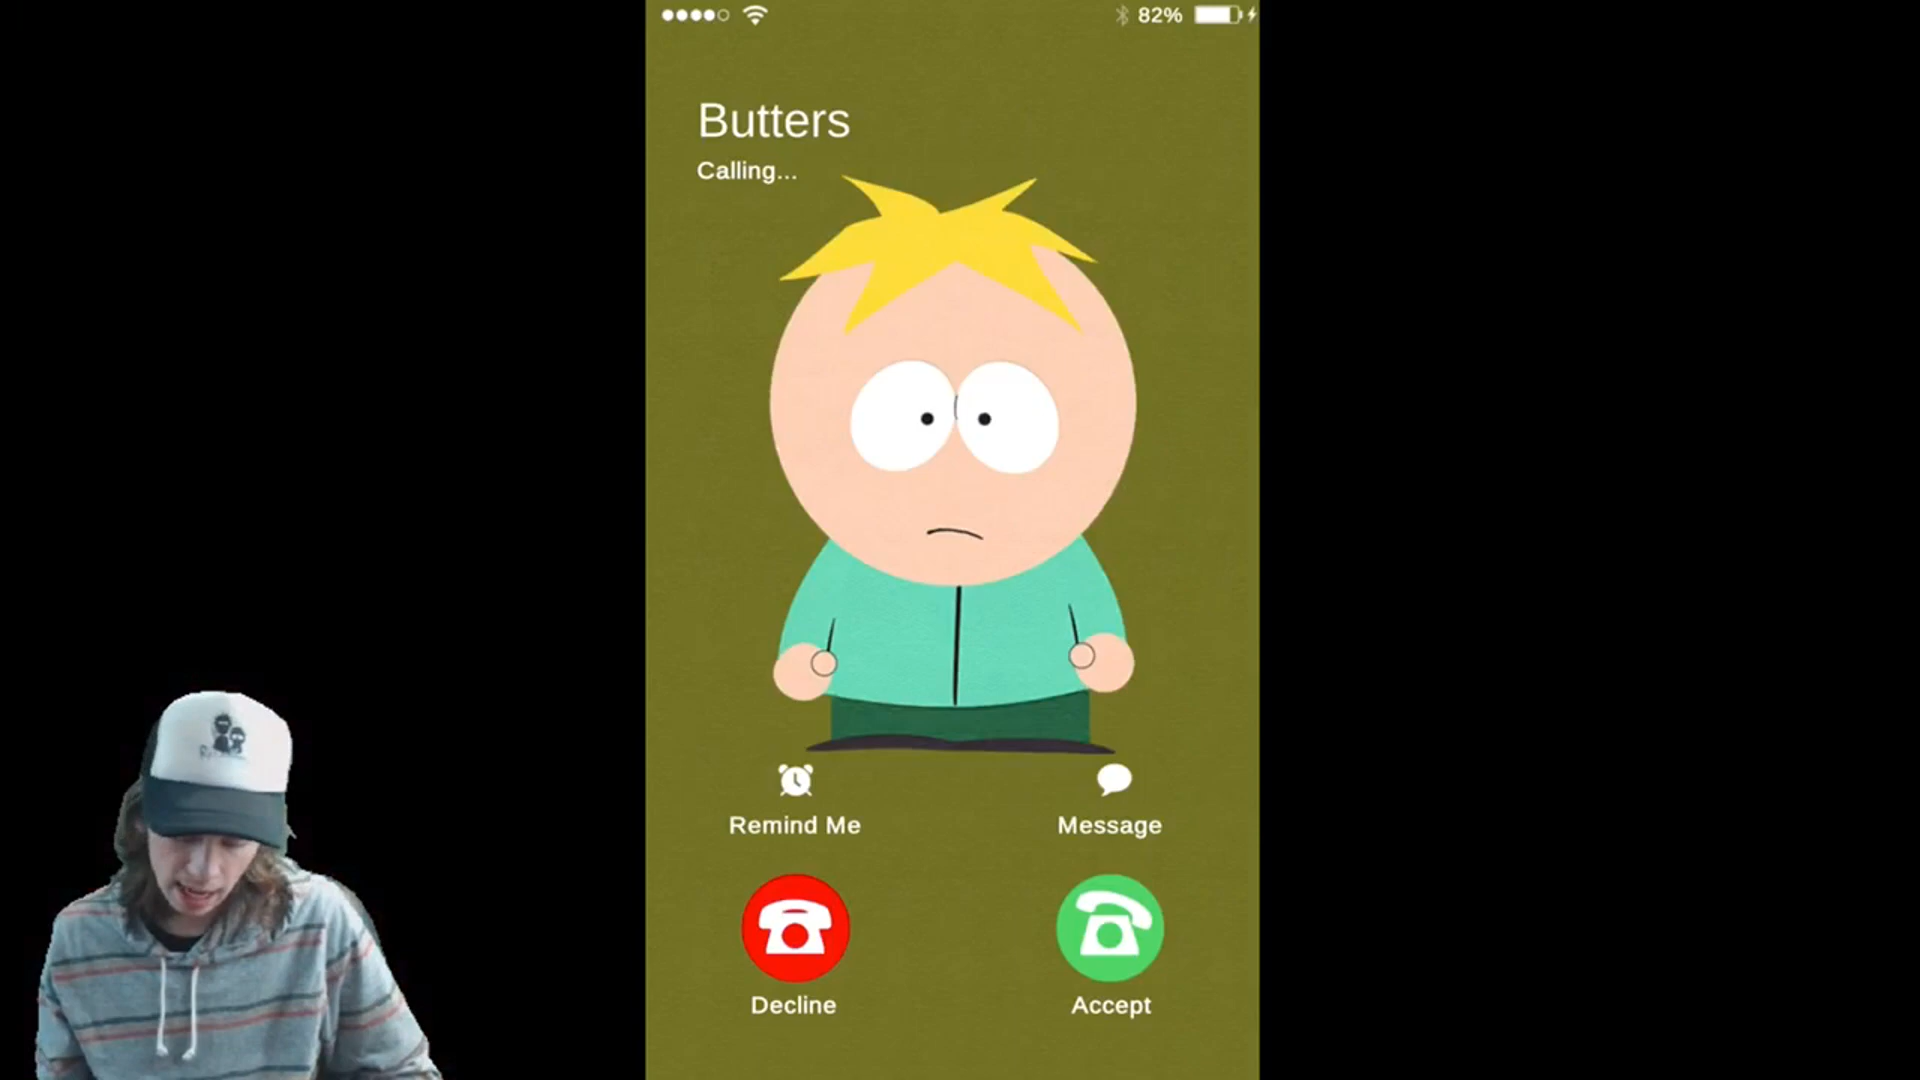 82%
Butters
Calling...
Remind Me
Message
Decline
Accept